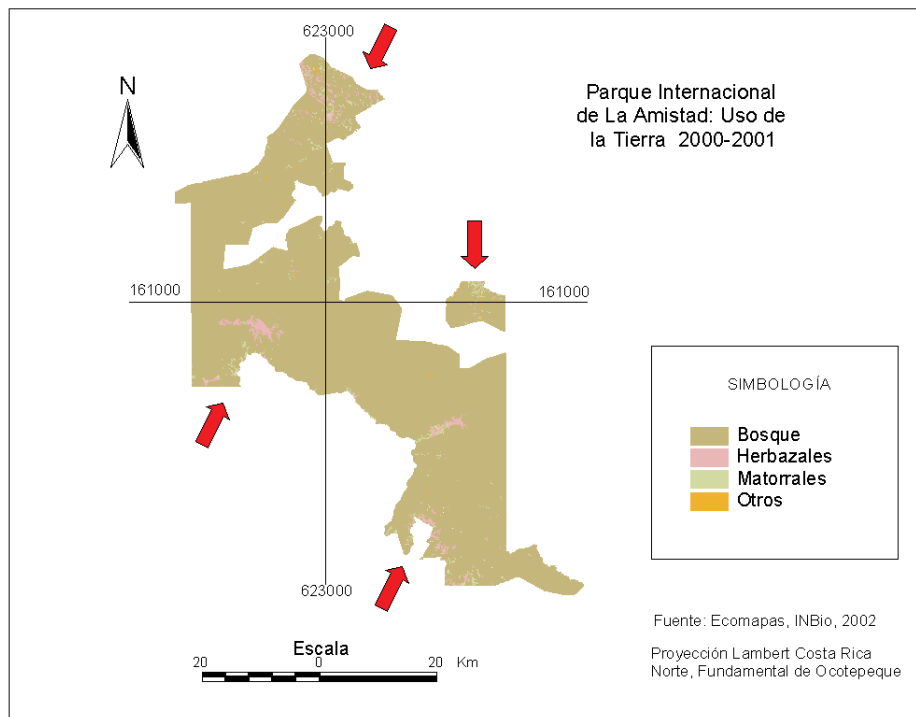 623000
N
Parque Internacional
de La Amistad: Uso de
la Tierra 2000-2001
161000
161000
SIMBOLOGÍA
Bosque
Herbazales
Matorrales
Otros
623000
Fuente: Ecomapas, INBio, 2002
Proyección Lambert Costa Rica
Norte, Fundamental de Ocotepeque
Escala
20 0 20 Km